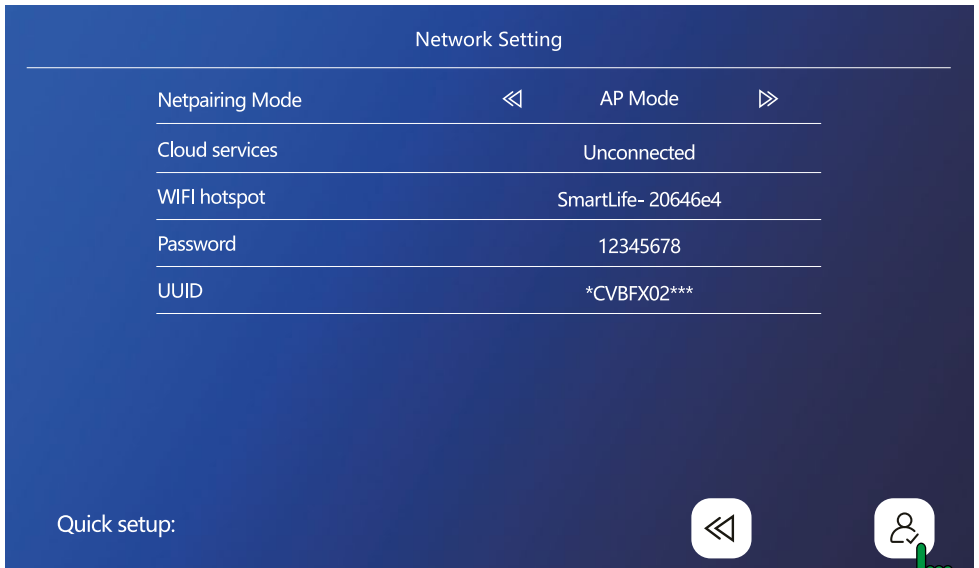 Network Setting
Netpairing Mode AP Mode
Cloud services Unconnected
WIFI hotspot SmartLife- 20646e4
Password 12345678
UUID *CVBFX02***
Quick setup: